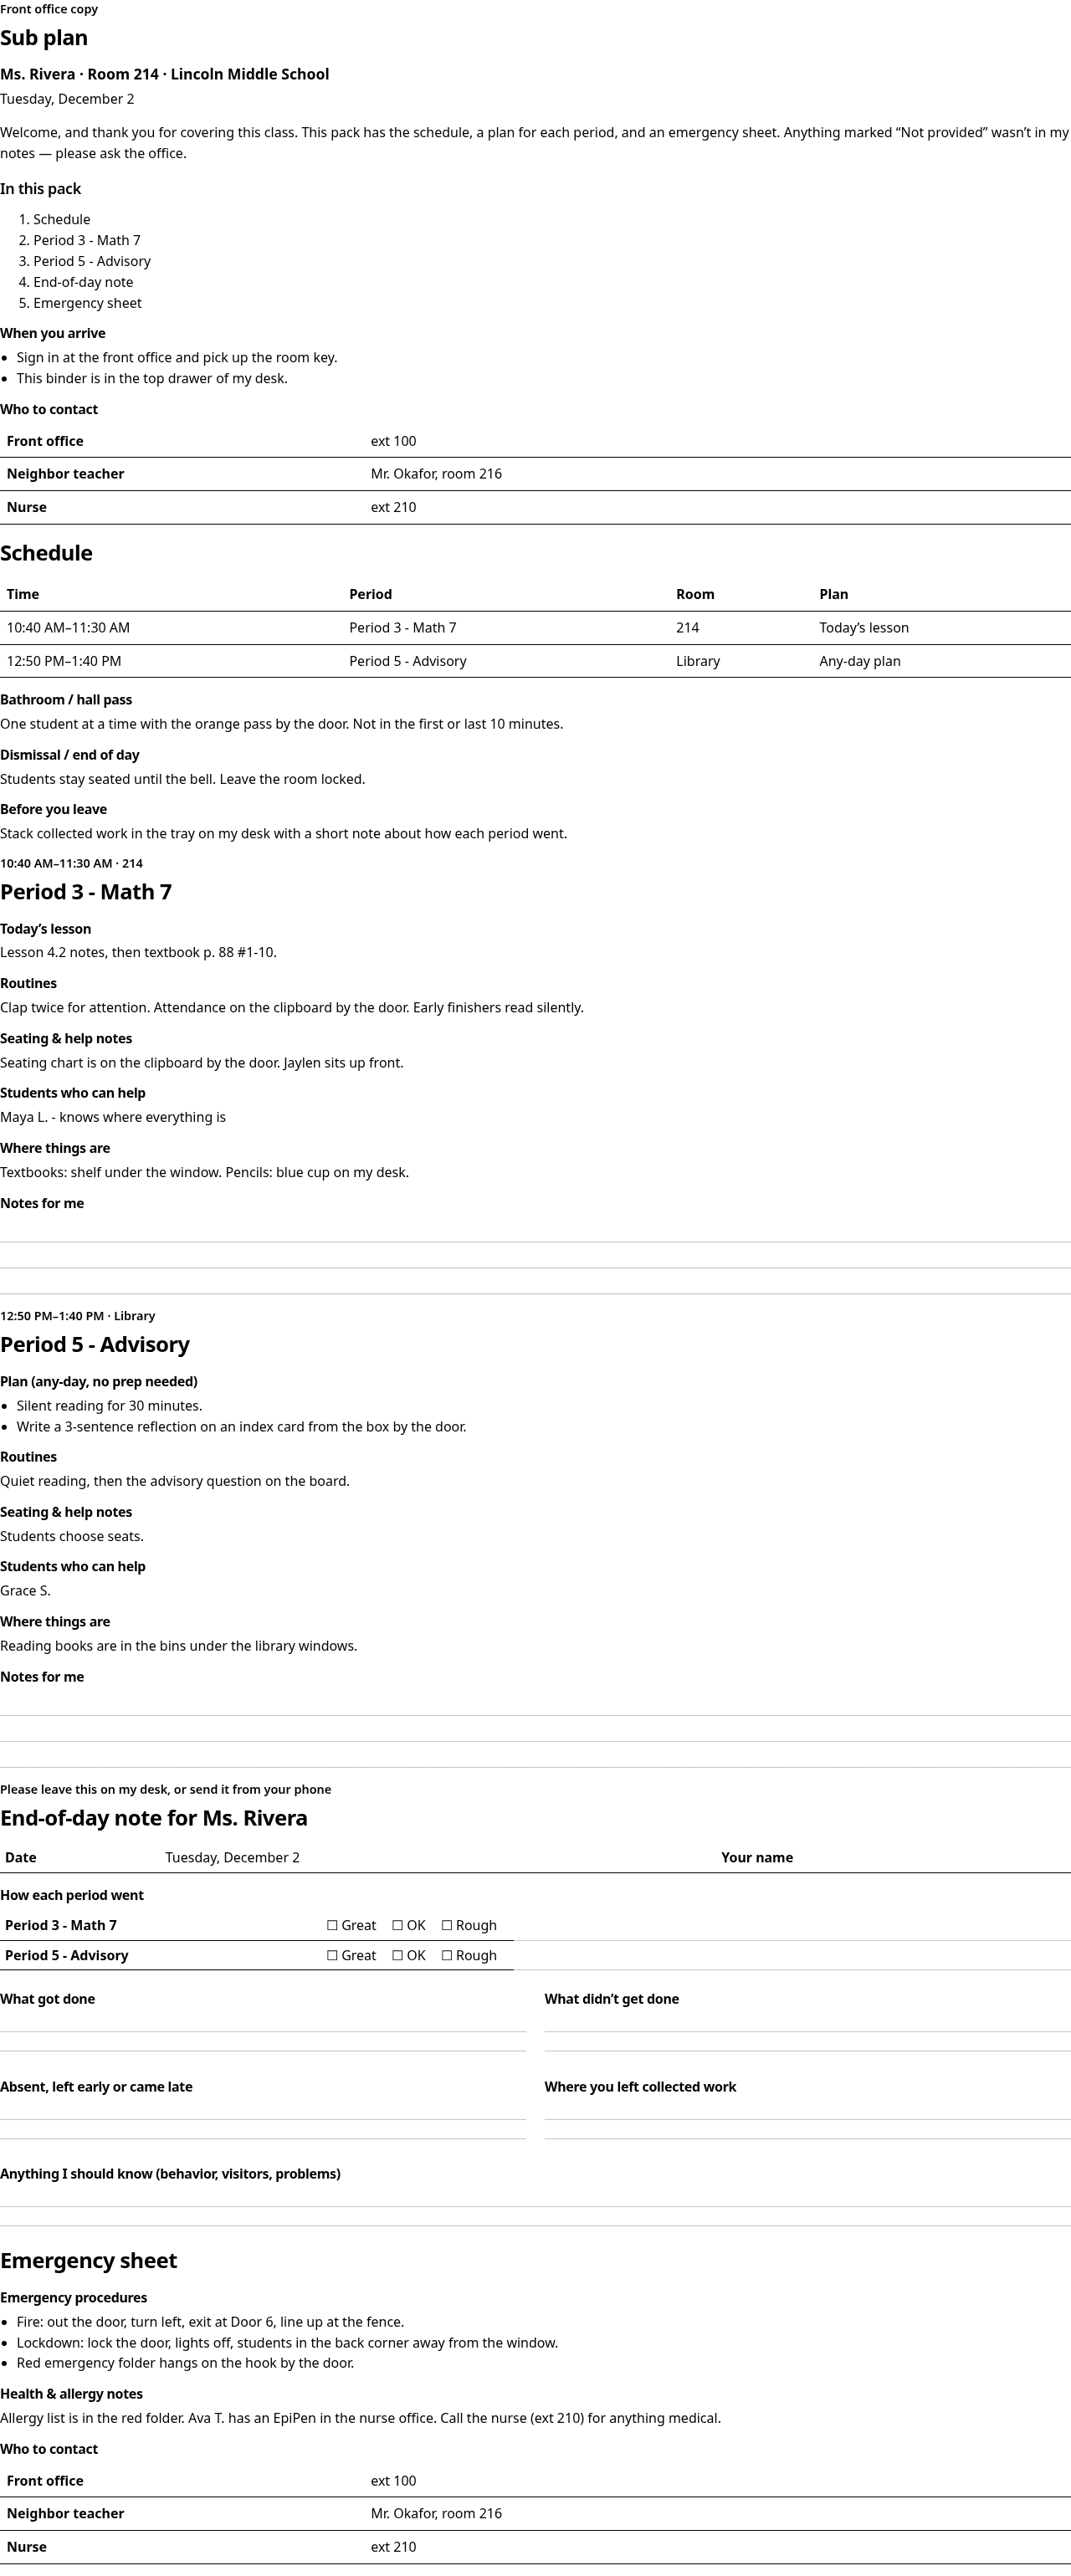 Front office copy
Sub plan
Ms. Rivera · Room 214 · Lincoln Middle School
Tuesday, December 2
Welcome, and thank you for covering this class. This pack has the schedule, a plan for each period, and an emergency sheet. Anything marked “Not provided” wasn’t in my
notes — please ask the office.
In this pack
1. Schedule
2. Period 3 - Math 7
3. Period 5 - Advisory
4. End-of-day note
5. Emergency sheet
When you arrive
• Sign in at the front office and pick up the room key.
• This binder is in the top drawer of my desk.
Who to contact
Front office ext 100
Neighbor teacher Mr. Okafor, room 216
Nurse ext 210
Schedule
Time Period Room Plan
10:40 AM–11:30 AM Period 3 - Math 7 214 Today’s lesson
12:50 PM–1:40 PM Period 5 - Advisory Library Any-day plan
Bathroom / hall pass
One student at a time with the orange pass by the door. Not in the first or last 10 minutes.
Dismissal / end of day
Students stay seated until the bell. Leave the room locked.
Before you leave
Stack collected work in the tray on my desk with a short note about how each period went.
10:40 AM–11:30 AM · 214
Period 3 - Math 7
Today’s lesson
Lesson 4.2 notes, then textbook p. 88 #1-10.
Routines
Clap twice for attention. Attendance on the clipboard by the door. Early finishers read silently.
Seating & help notes
Seating chart is on the clipboard by the door. Jaylen sits up front.
Students who can help
Maya L. - knows where everything is
Where things are
Textbooks: shelf under the window. Pencils: blue cup on my desk.
Notes for me
12:50 PM–1:40 PM · Library
Period 5 - Advisory
Plan (any-day, no prep needed)
• Silent reading for 30 minutes.
• Write a 3-sentence reflection on an index card from the box by the door.
Routines
Quiet reading, then the advisory question on the board.
Seating & help notes
Students choose seats.
Students who can help
Grace S.
Where things are
Reading books are in the bins under the library windows.
Notes for me
Please leave this on my desk, or send it from your phone
End-of-day note for Ms. Rivera
Date Tuesday, December 2 Your name
How each period went
Period 3 - Math 7 ☐ Great ☐ OK ☐ Rough
Period 5 - Advisory ☐ Great ☐ OK ☐ Rough
What got done What didn’t get done
Absent, left early or came late Where you left collected work
Anything I should know (behavior, visitors, problems)
Emergency sheet
Emergency procedures
• Fire: out the door, turn left, exit at Door 6, line up at the fence.
• Lockdown: lock the door, lights off, students in the back corner away from the window.
• Red emergency folder hangs on the hook by the door.
Health & allergy notes
Allergy list is in the red folder. Ava T. has an EpiPen in the nurse office. Call the nurse (ext 210) for anything medical.
Who to contact
Front office ext 100
Neighbor teacher Mr. Okafor, room 216
Nurse ext 210